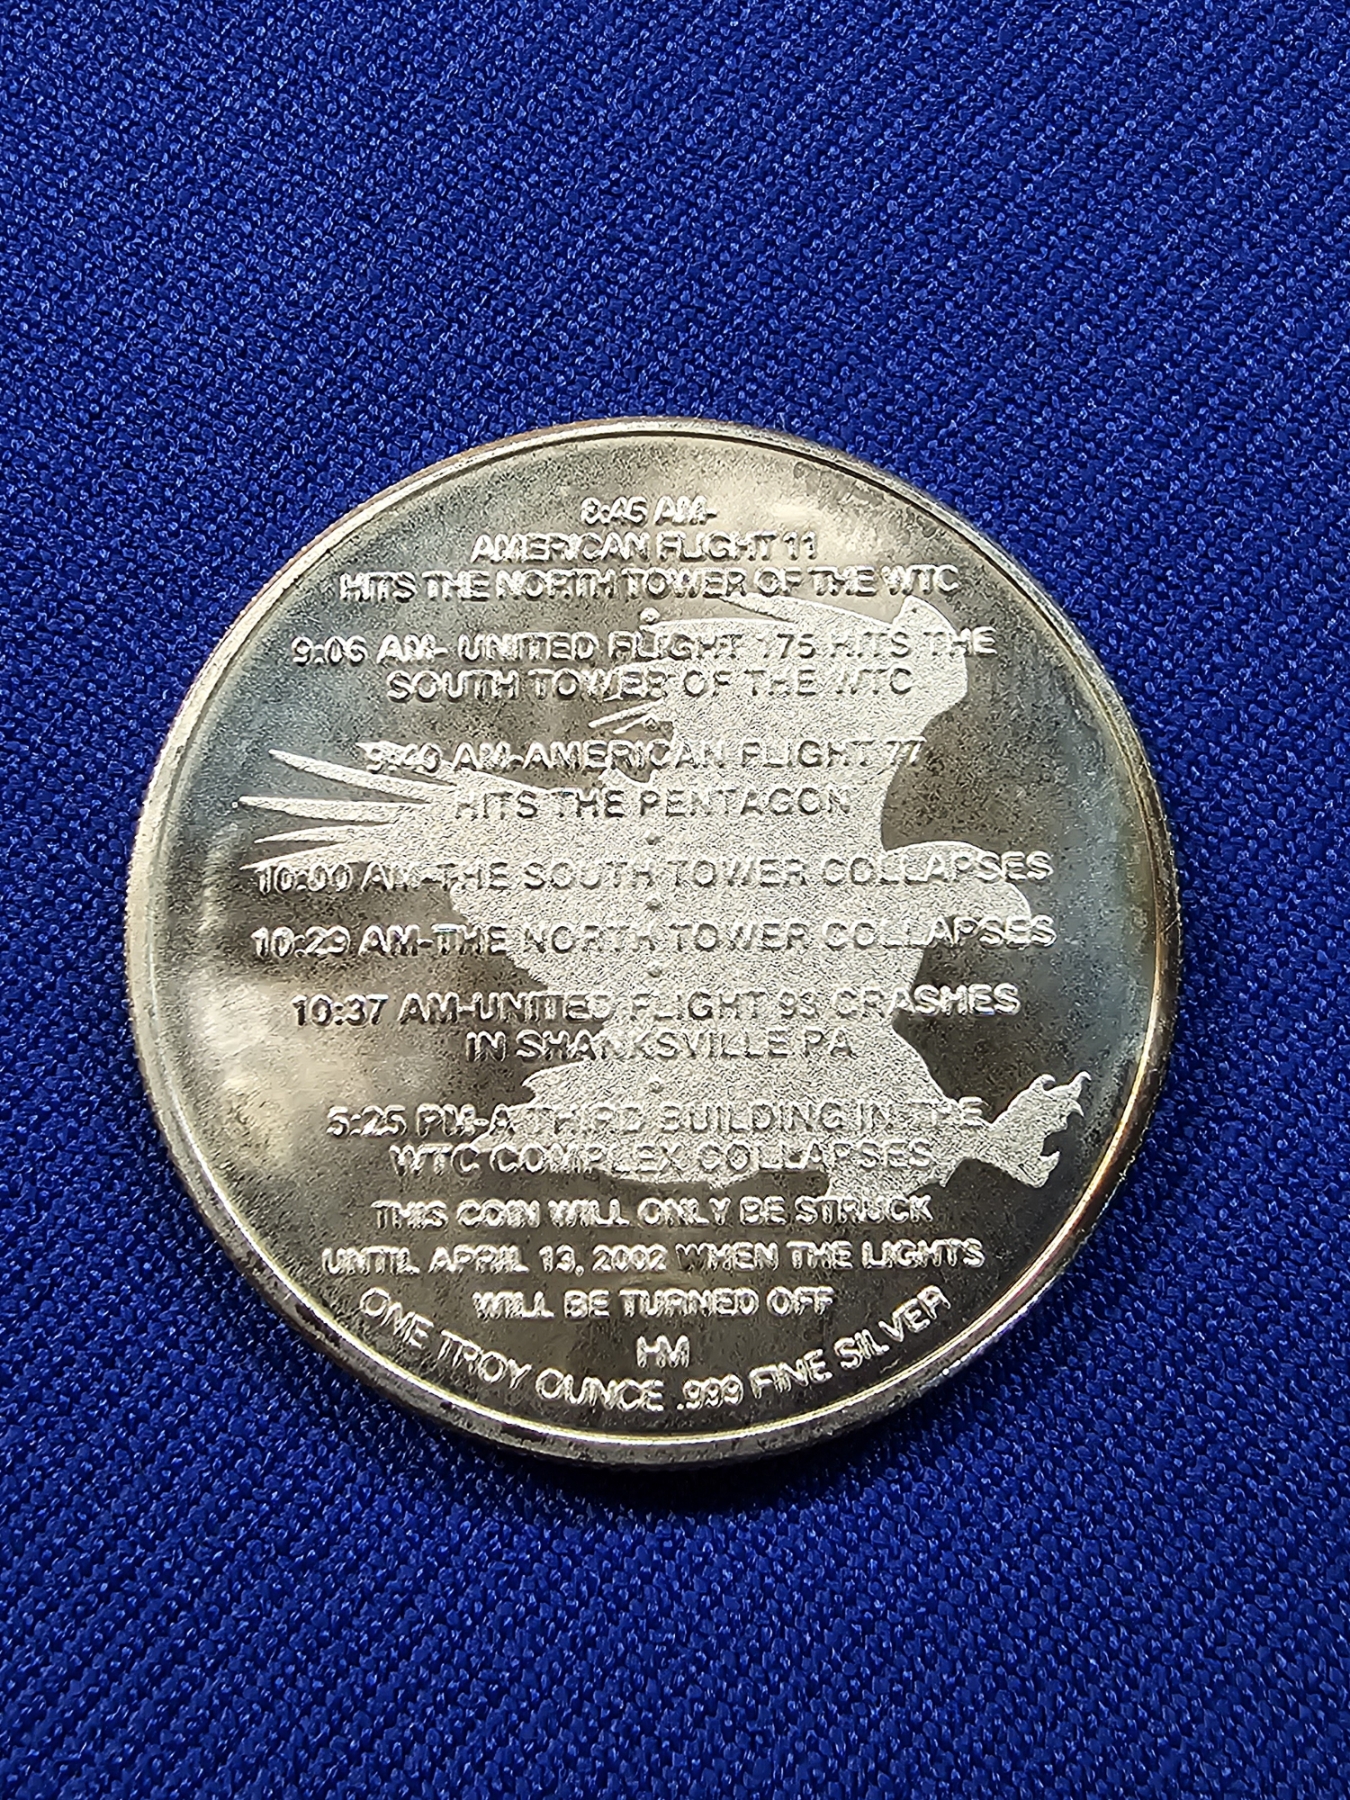 8:45 AM-
AMERICAN FLIGHT 11
HITS THE NORTH TOWER OF THE WTC
9:06 AM- UNITED FLIGHT 175 HITS THE
SOUTH TOWER OF THE WTC
9:40 AM-AMERICAN FLIGHT 77
HITS THE PENTAGON
10:00 AM-THE SOUTH TOWER COLLAPSES
10:29 AM-THE NORTH TOWER COLLAPSES
10:37 AM-UNITED FLIGHT 93 CRASHES
IN SHANKSVILLE PA
5:25 PM-A THIRD BUILDING IN THE
WTC COMPLEX COLLAPSES
THIS COIN WILL ONLY BE STRUCK
UNTIL APRIL 13, 2002 WHEN THE LIGHTS
WILL BE TURNED OFF
HM
ONE TROY OUNCE .999 FINE SILVER